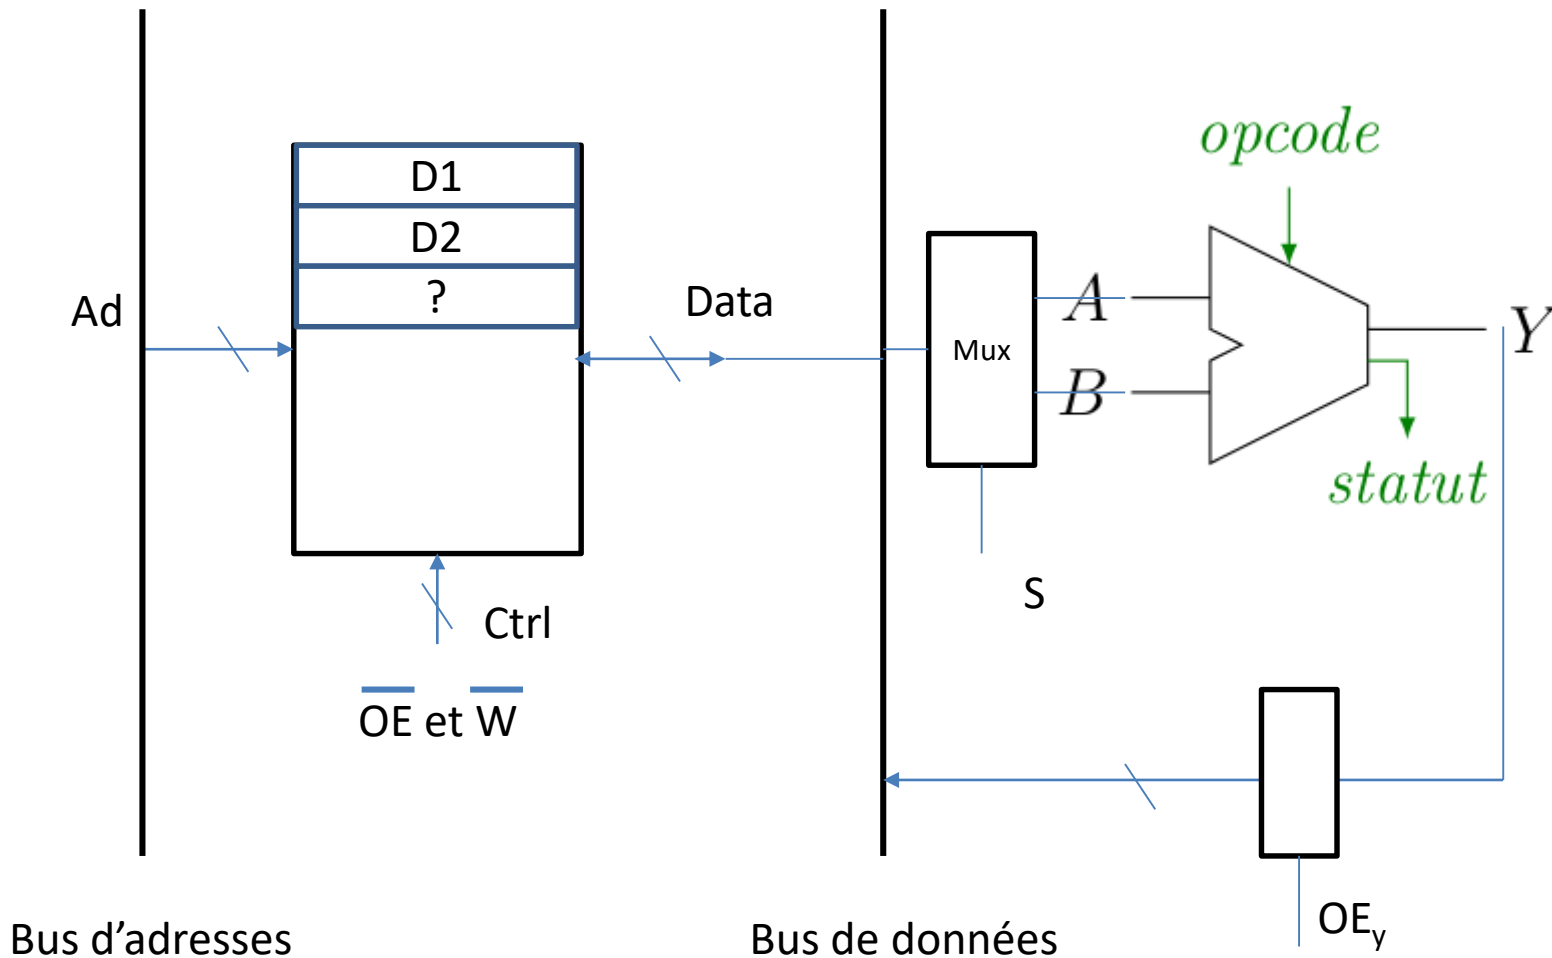 opcode
D1
D2
?
Ad
Data
A
Mux
B
Y
statut
S
Ctrl
OE et W
OEy
Bus d’adresses
Bus de données